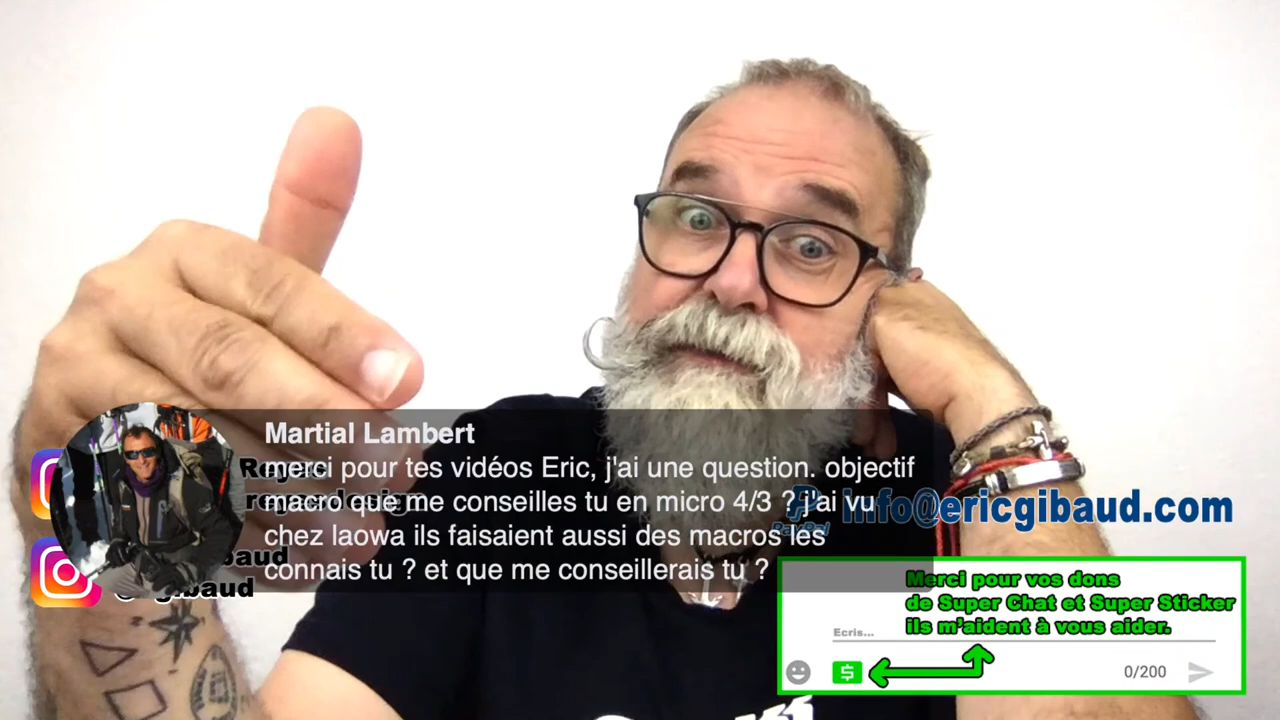 Martial Lambert
merci pour tes vidéos Eric, j'ai une question. objectif
macro que me conseilles tu en micro 4/3 ? j'ai vu
chez laowa ils faisaient aussi des macros les
connais tu ? et que me conseillerais tu ?
PayPal
info@ericgibaud.com
Merci pour vos dons
de Super Chat et Super Sticker
ils m'aident à vous aider.
Ecris...
0/200